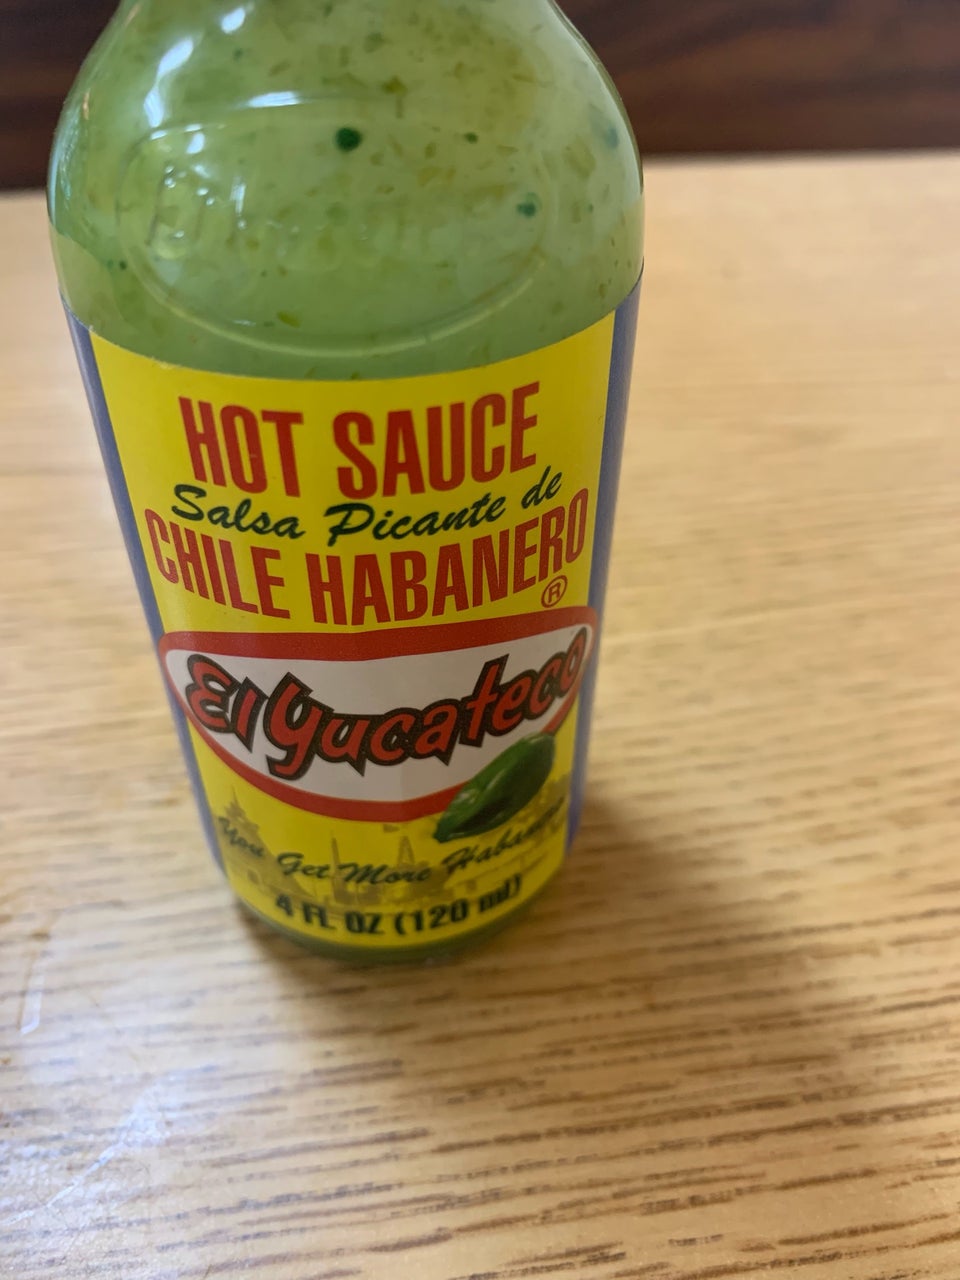 HOT SAUCE
Salsa Picante de
CHILE HABANERO
®
El Yucateco
You Get More Habanero
4 FL OZ (120 ml)